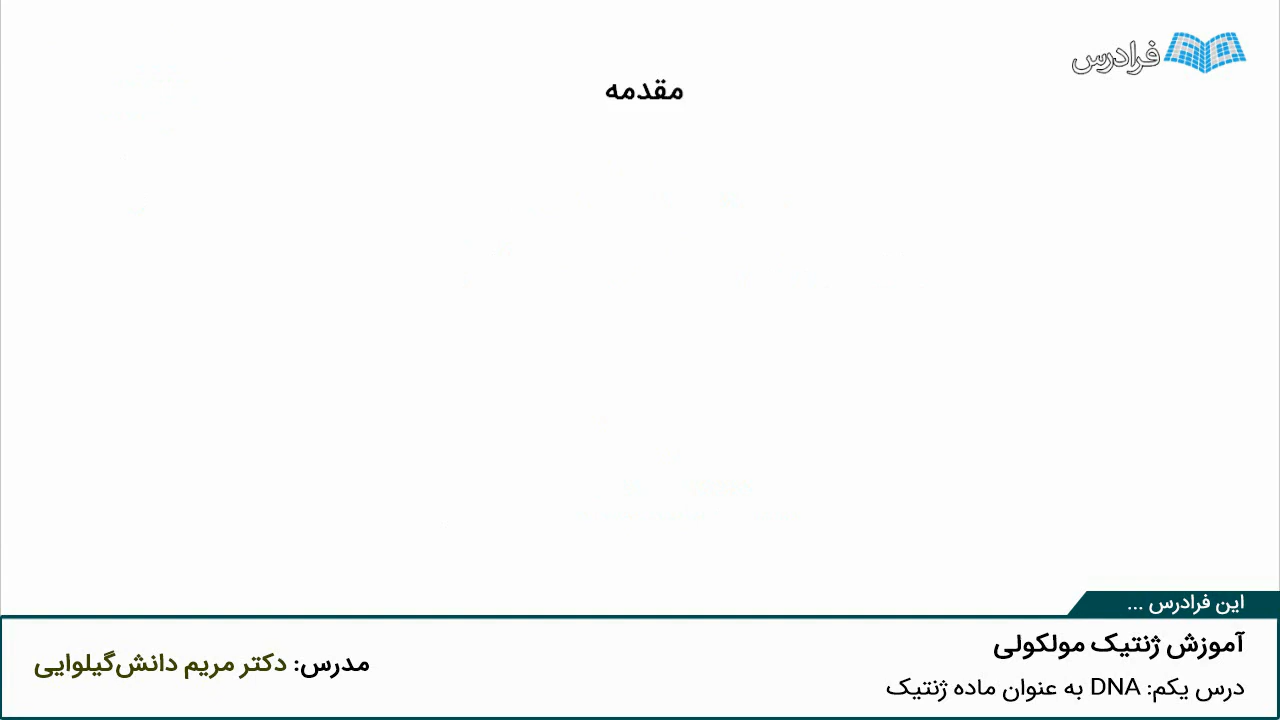 فرادرس
مقدمه
این فرادرس ...
آموزش ژنتیک مولکولی
درس یکم: DNA به عنوان ماده ژنتیک
مدرس: دکتر مریم دانش‌گیلوایی